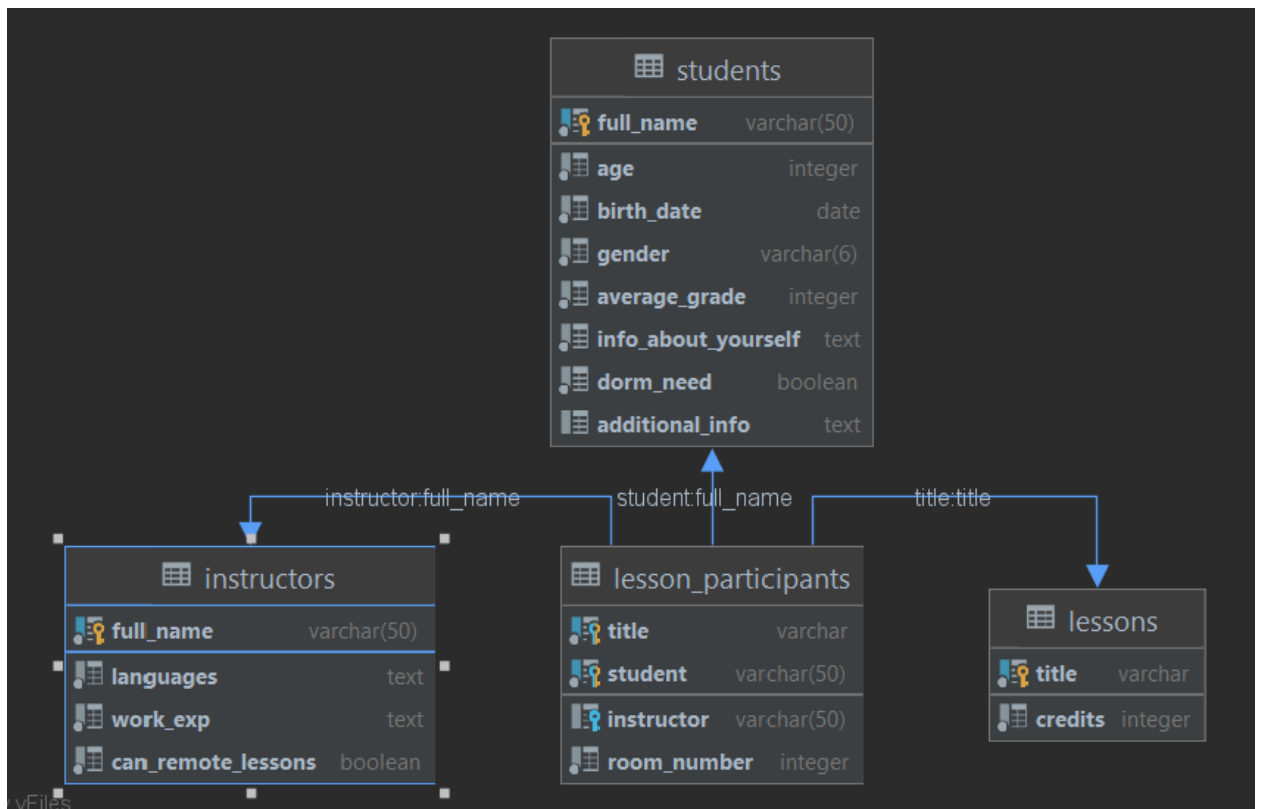 students
full_name varchar(50)
age integer
birth_date date
gender varchar(6)
average_grade integer
info_about_yourself text
dorm_need boolean
additional_info text
instructor:full_name student:full_name title:title
instructors
full_name varchar(50)
languages text
work_exp text
can_remote_lessons boolean
lesson_participants
title varchar
student varchar(50)
instructor varchar(50)
room_number integer
lessons
title varchar
credits integer
yFiles